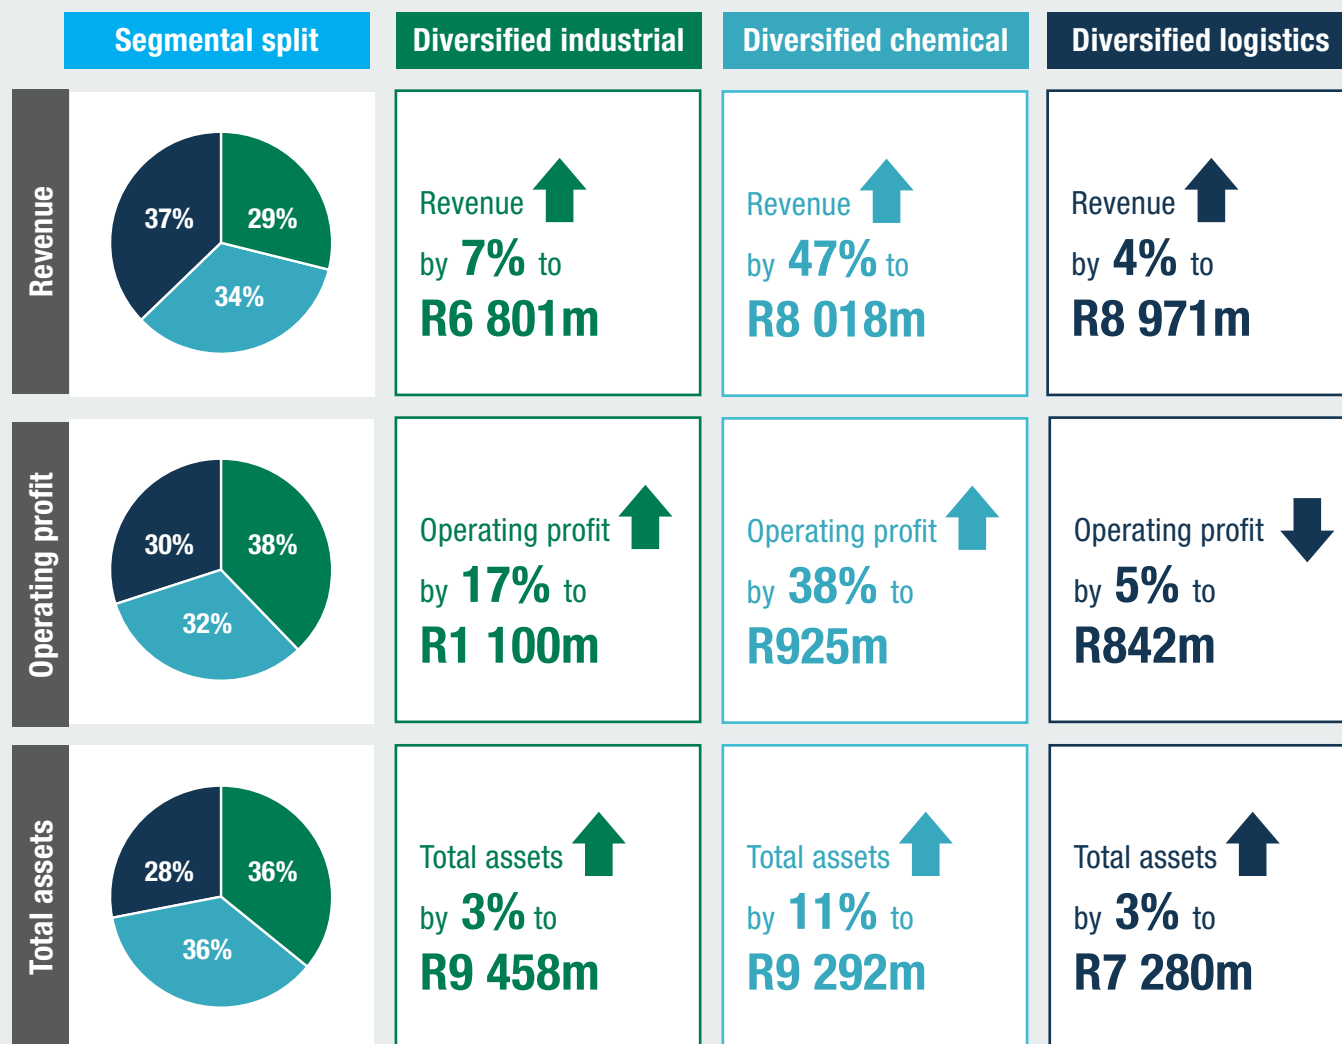 Segmental split
Diversified industrial
Diversified chemical
Diversified logistics
Revenue
37%
29%
34%
Revenue
by 7% to
R6 801m
Revenue
by 47% to
R8 018m
Revenue
by 4% to
R8 971m
Operating profit
30%
38%
32%
Operating profit
by 17% to
R1 100m
Operating profit
by 38% to
R925m
Operating profit
by 5% to
R842m
Total assets
28%
36%
36%
Total assets
by 3% to
R9 458m
Total assets
by 11% to
R9 292m
Total assets
by 3% to
R7 280m